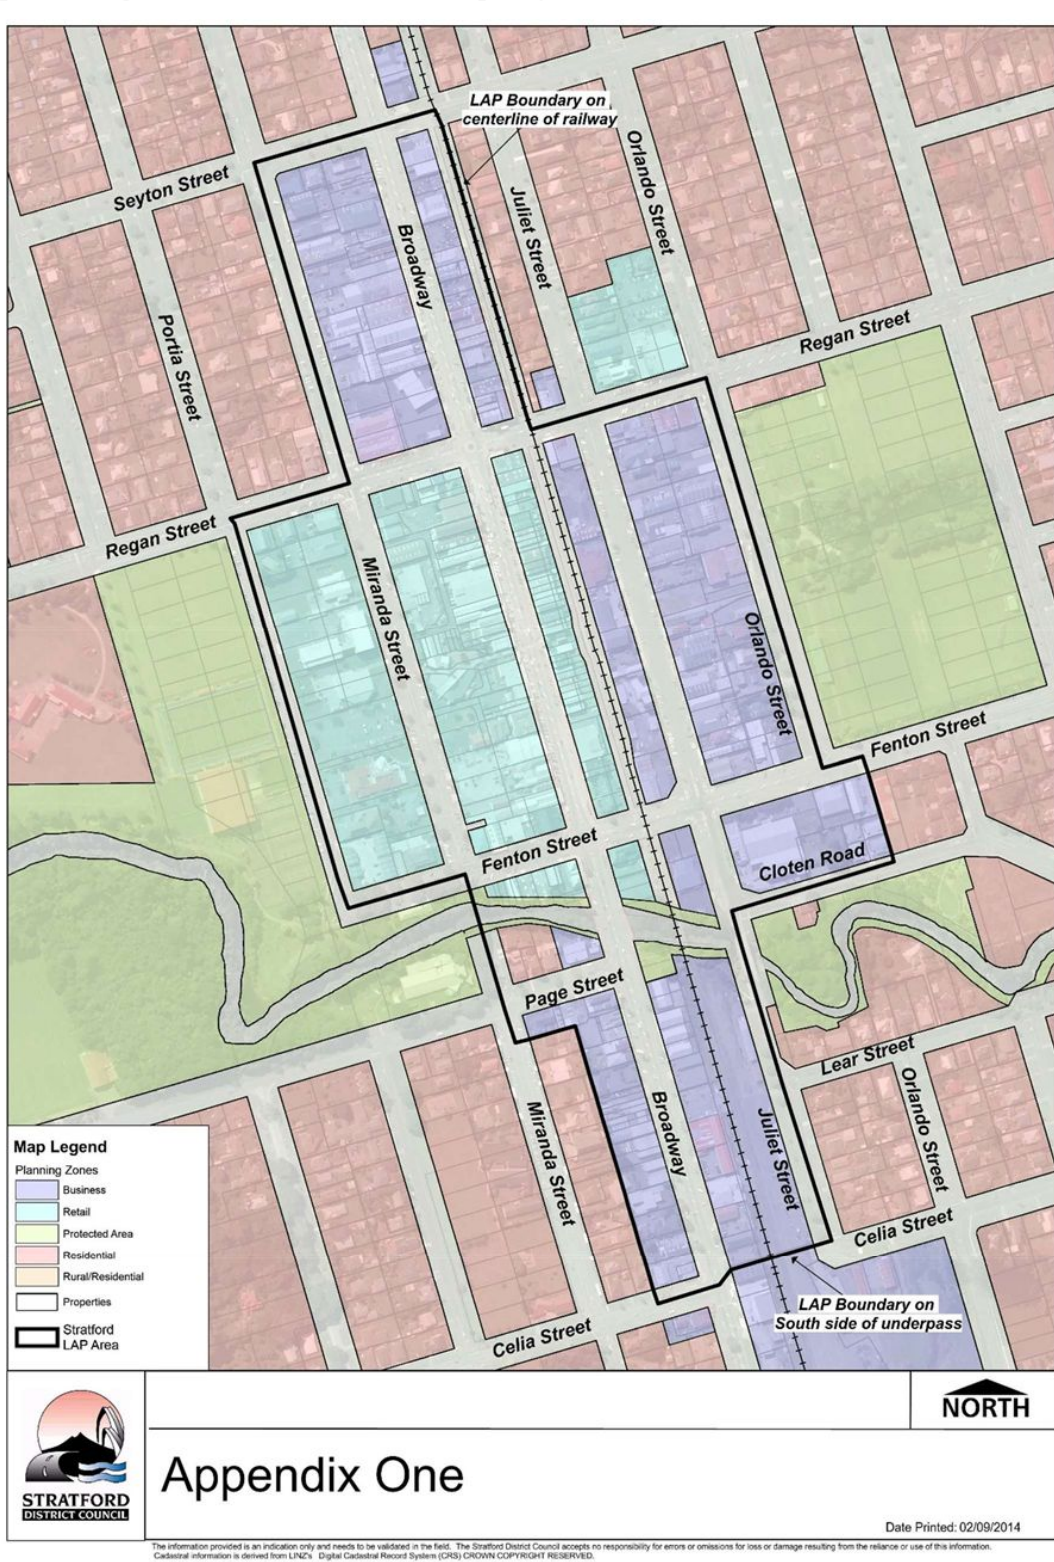 LAP Boundary on
centerline of railway
Seyton Street
Broadway
Juliet Street
Orlando Street
Portia Street
Regan Street
Regan Street
Miranda Street
Orlando Street
Fenton Street
Fenton Street
Cloten Road
Page Street
Lear Street
Broadway
Juliet Street
Orlando Street
Miranda Street
Celia Street
LAP Boundary on
South side of underpass
Celia Street
Map Legend
Planning Zones
Business
Retail
Protected Area
Residential
Rural/Residential
Properties
Stratford
LAP Area
STRATFORD
DISTRICT COUNCIL
NORTH
Appendix One
Date Printed: 02/09/2014
The information provided is an indication only and needs to be validated in the field. The Stratford District Council accepts no responsibility for errors or omissions for loss or damage resulting from the reliance or use of this information.
Cadastral information is derived from LINZ's Digital Cadastral Record System (CRS) CROWN COPYRIGHT RESERVED.